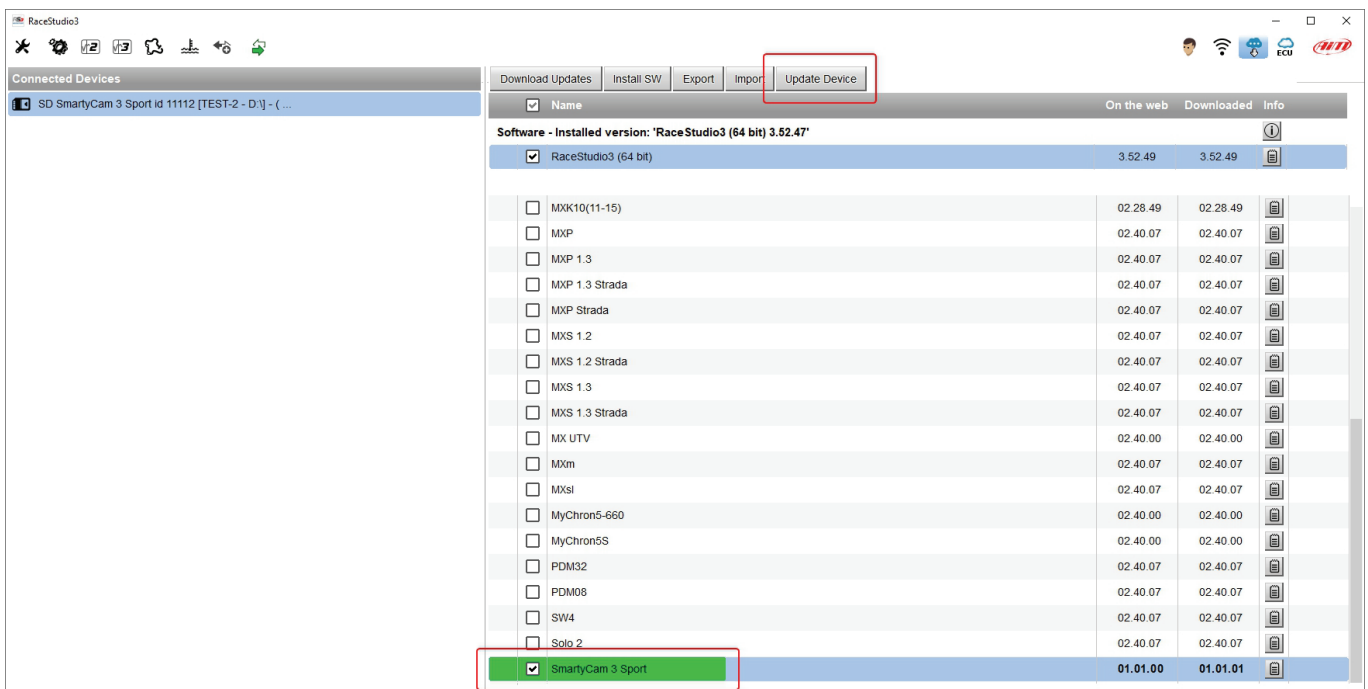 RaceStudio3
ECU AiM
Connected Devices
SD SmartyCam 3 Sport id 11112 [TEST-2 - D:\] - ( ...
Download Updates Install SW Export Import Update Device
Name On the web Downloaded Info
Software - Installed version: 'RaceStudio3 (64 bit) 3.52.47'
RaceStudio3 (64 bit) 3.52.49 3.52.49
MXK10(11-15) 02.28.49 02.28.49
MXP 02.40.07 02.40.07
MXP 1.3 02.40.07 02.40.07
MXP 1.3 Strada 02.40.07 02.40.07
MXP Strada 02.40.07 02.40.07
MXS 1.2 02.40.07 02.40.07
MXS 1.2 Strada 02.40.07 02.40.07
MXS 1.3 02.40.07 02.40.07
MXS 1.3 Strada 02.40.07 02.40.07
MX UTV 02.40.00 02.40.00
MXm 02.40.07 02.40.07
MXsl 02.40.07 02.40.07
MyChron5-660 02.40.00 02.40.00
MyChron5S 02.40.00 02.40.00
PDM32 02.40.07 02.40.07
PDM08 02.40.07 02.40.07
SW4 02.40.07 02.40.07
Solo 2 02.40.07 02.40.07
SmartyCam 3 Sport 01.01.00 01.01.01